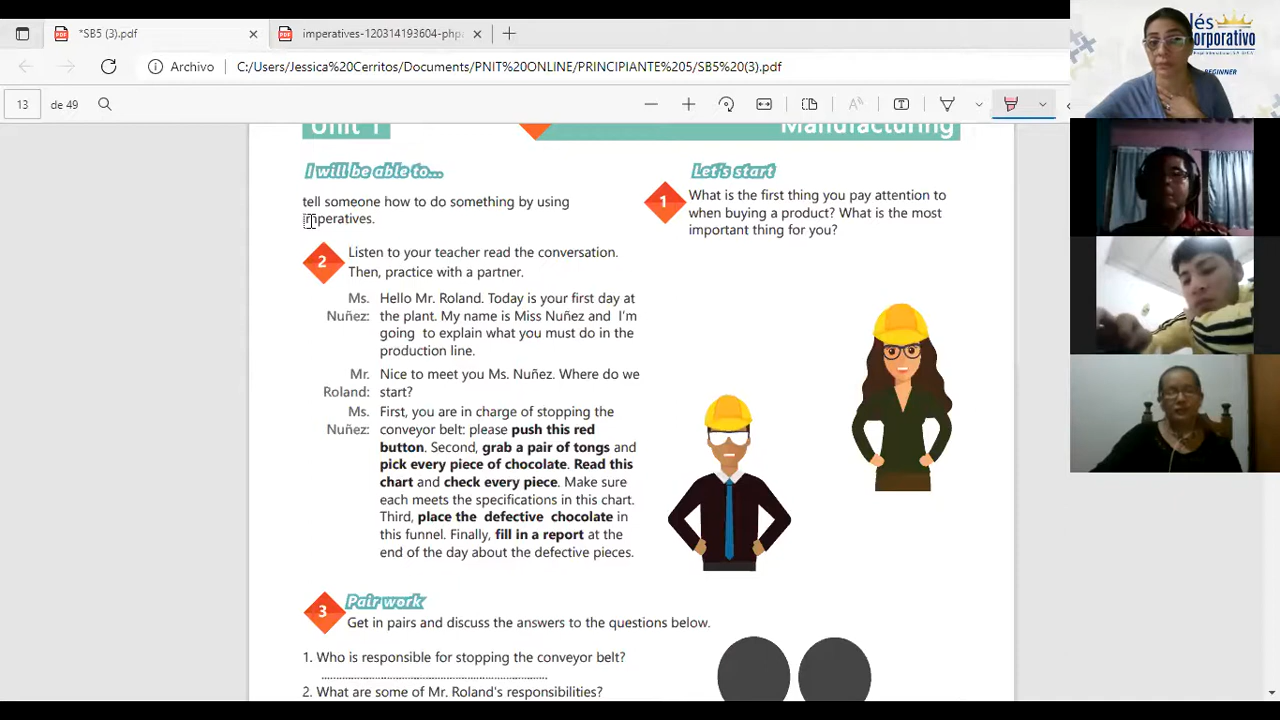 *SB5 (3).pdf
imperatives-120314193604-php
Archivo
C:/Users/Jessica%20Cerritos/Documents/PNIE%20ONLINE/PRINCIPIANTE%205/SB5%20(3).pdf
13 de 49
Unit 1
Manufacturing
I will be able to...
tell someone how to do something by using
imperatives.
Let's start
1
What is the first thing you pay attention to
when buying a product? What is the most
important thing for you?
2
Listen to your teacher read the conversation.
Then, practice with a partner.
Ms. Hello Mr. Roland. Today is your first day at
Nuñez: the plant. My name is Miss Nuñez and I'm
going to explain what you must do in the
production line.
Mr. Nice to meet you Ms. Nuñez. Where do we
Roland: start?
Ms. First, you are in charge of stopping the
Nuñez: conveyor belt: please push this red
button. Second, grab a pair of tongs and
pick every piece of chocolate. Read this
chart and check every piece. Make sure
each meets the specifications in this chart.
Third, place the defective chocolate in
this funnel. Finally, fill in a report at the
end of the day about the defective pieces.
3
Pair work
Get in pairs and discuss the answers to the questions below.
1. Who is responsible for stopping the conveyor belt?
2. What are some of Mr. Roland's responsibilities?
lés
orporativo
BEGINNER